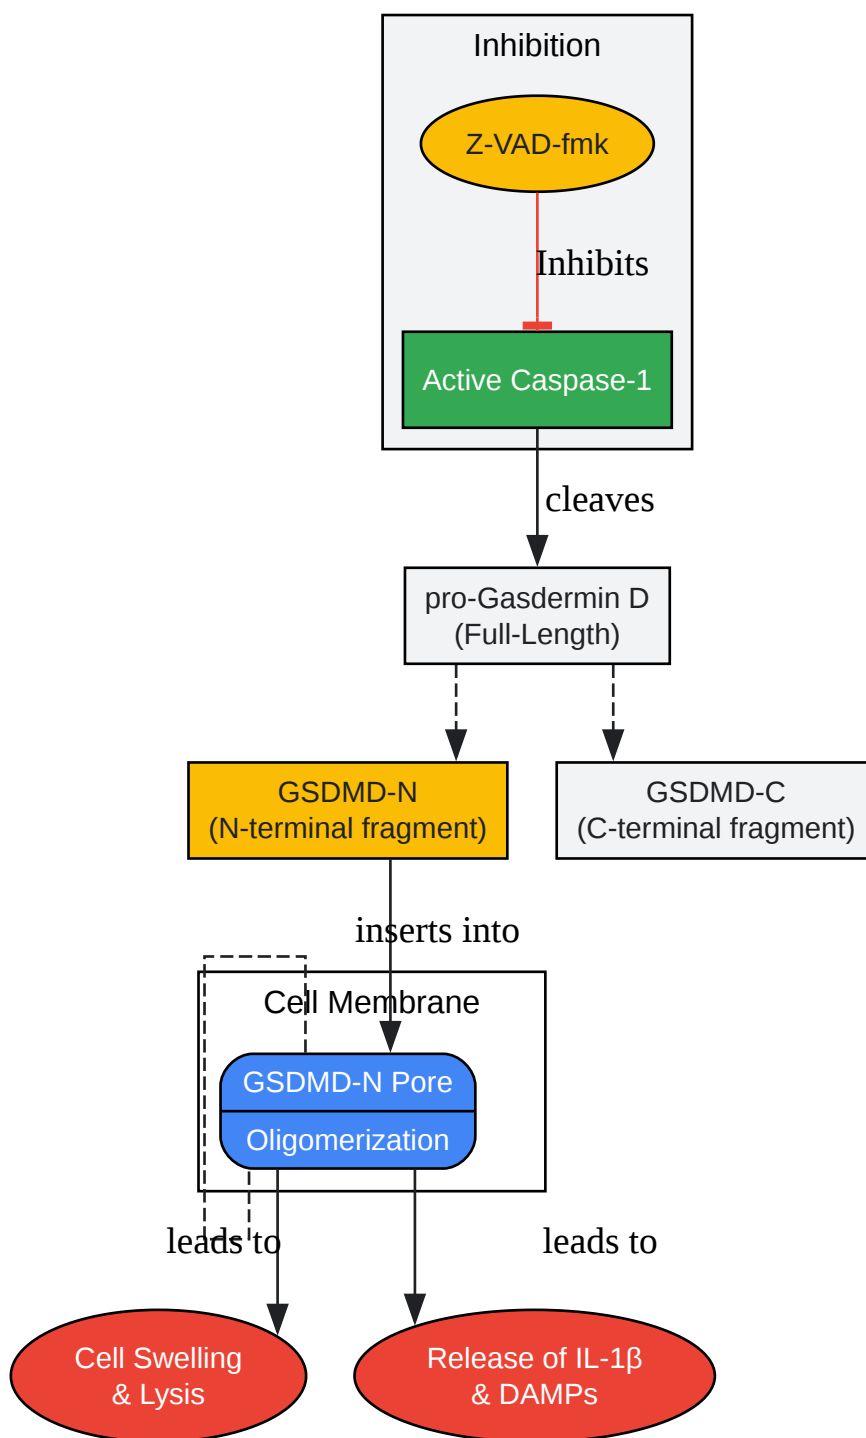 Inhibition
Z-VAD-fmk
Inhibits
Active Caspase-1
cleaves
pro-Gasdermin D
(Full-Length)
GSDMD-N
(N-terminal fragment)
GSDMD-C
(C-terminal fragment)
inserts into
Cell Membrane
GSDMD-N Pore
Oligomerization
leads to
leads to
Cell Swelling
& Lysis
Release of IL-1β
& DAMPs